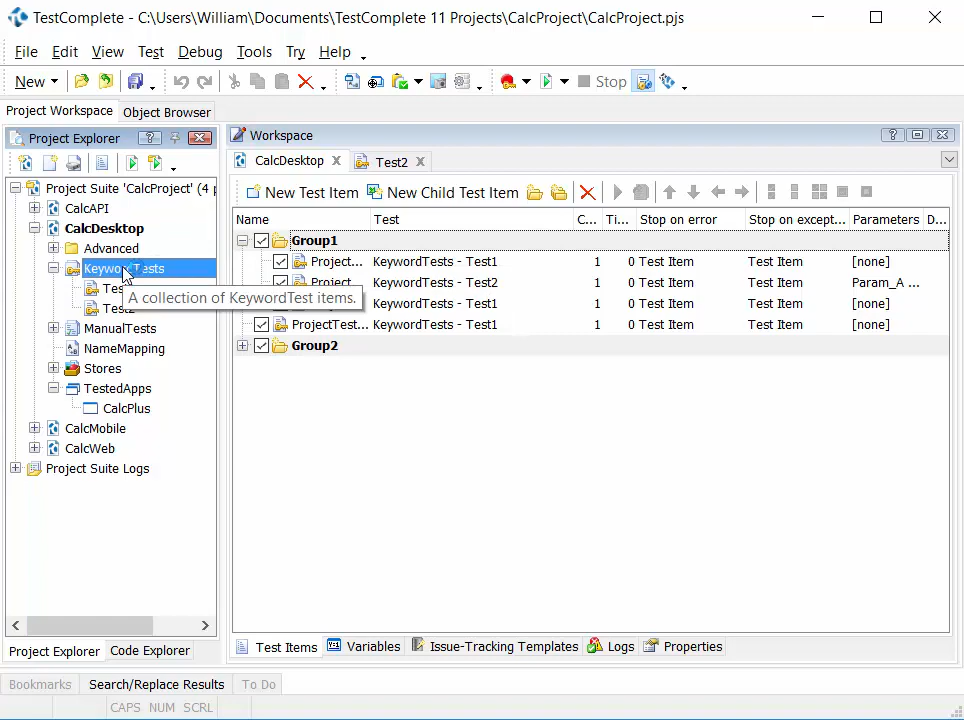 TestComplete - C:\Users\William\Documents\TestComplete 11 Projects\CalcProject\CalcProject.pjs
File Edit View Test Debug Tools Try Help
New Stop
Project Workspace Object Browser
Project Explorer
Project Suite 'CalcProject' (4
CalcAPI
CalcDesktop
Advanced
KeywordTests
A collection of KeywordTest items.
ManualTests
NameMapping
Stores
TestedApps
CalcPlus
CalcMobile
CalcWeb
Project Suite Logs
Project Explorer Code Explorer
Workspace
CalcDesktop Test2
New Test Item New Child Test Item
Name Test C... Ti... Stop on error Stop on except... Parameters D...
Group1
Project... KeywordTests - Test1 1 0 Test Item Test Item [none]
Project... KeywordTests - Test2 1 0 Test Item Test Item Param_A ...
KeywordTests - Test1 1 0 Test Item Test Item [none]
ProjectTest... KeywordTests - Test1 1 0 Test Item Test Item [none]
Group2
Test Items Variables Issue-Tracking Templates Logs Properties
Bookmarks Search/Replace Results To Do
CAPS NUM SCRL